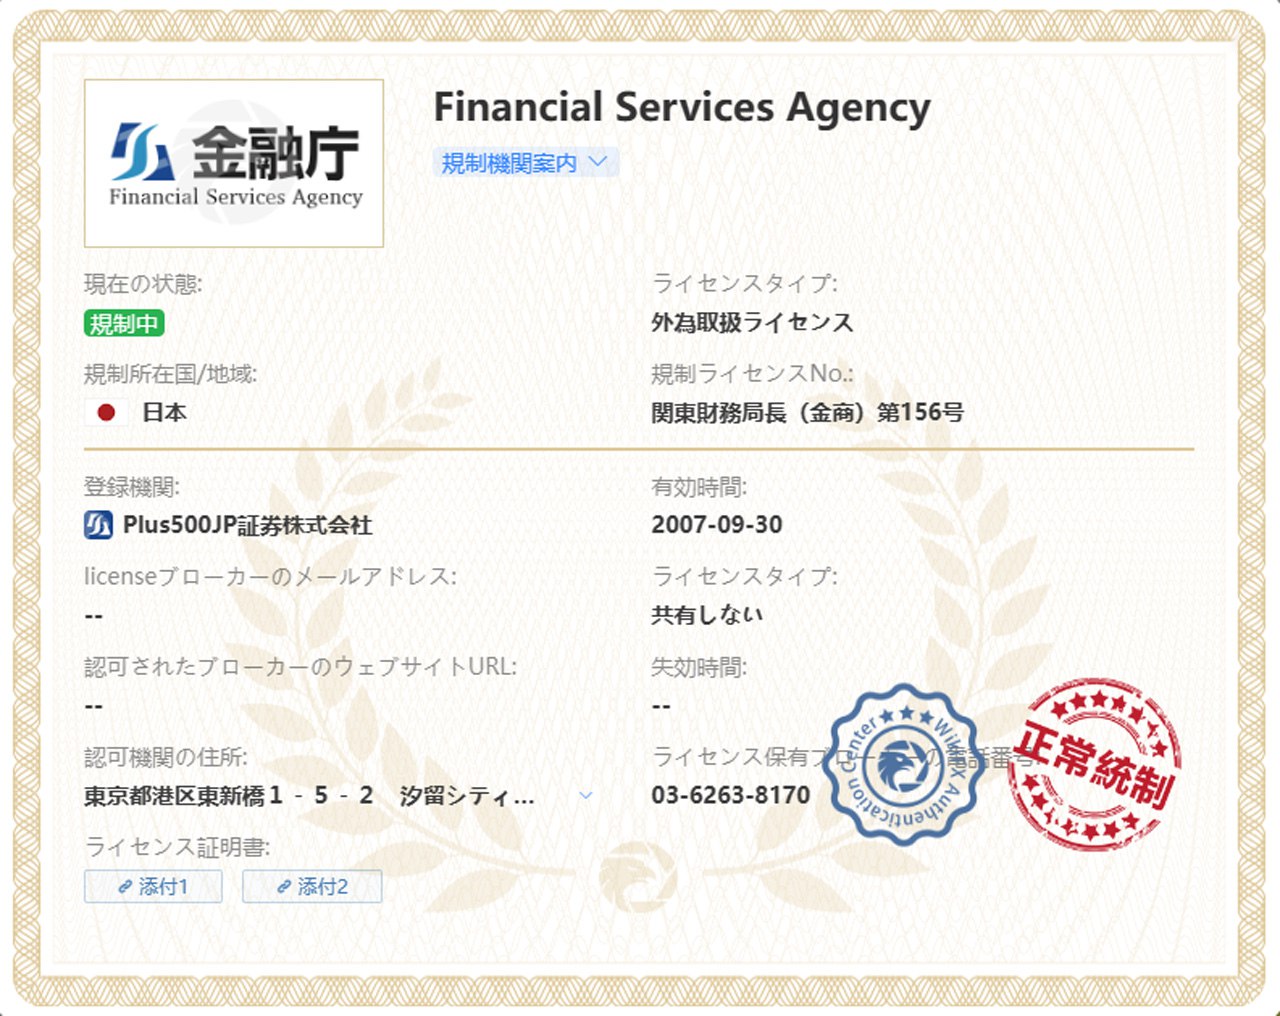 金融庁
Financial Services Agency
Financial Services Agency
規制機関案内
現在の状態:
規制中
ライセンスタイプ:
外為取扱ライセンス
規制所在国/地域:
日本
規制ライセンスNo.:
関東財務局長（金商）第156号
登録機関:
Plus500JP証券株式会社
有効時間:
2007-09-30
licenseブローカーのメールアドレス:
--
ライセンスタイプ:
共有しない
認可されたブローカーのウェブサイトURL:
--
失効時間:
--
認可機関の住所:
東京都港区東新橋１‐５‐２　汐留シティ...
ライセンス保有ブローカーの電話番号:
03-6263-8170
ライセンス証明書:
添付1
添付2
WikiFX Authentication Center
正常統制